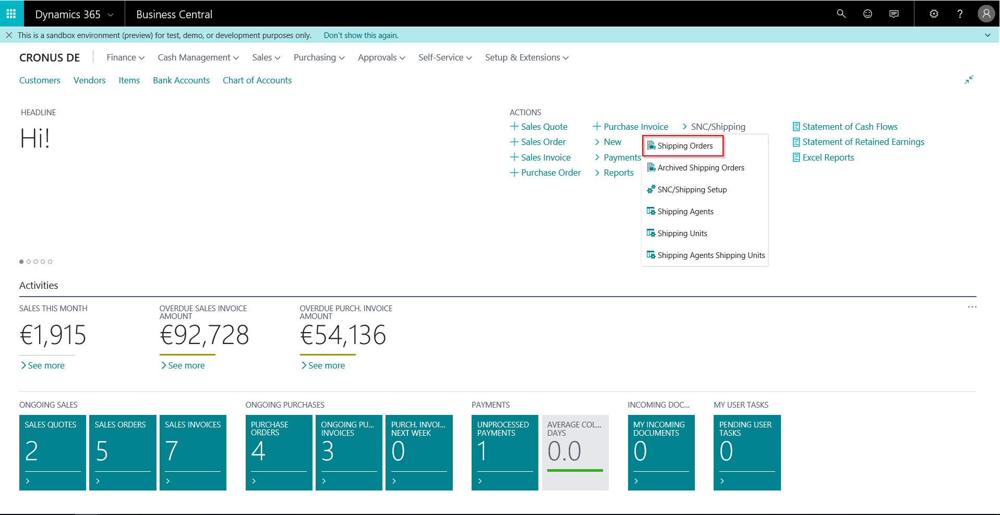 Dynamics 365
Business Central
?
This is a sandbox environment (preview) for test, demo, or development purposes only. Don't show this again.
CRONUS DE
Finance
Cash Management
Sales
Purchasing
Approvals
Self-Service
Setup & Extensions
Customers
Vendors
Items
Bank Accounts
Chart of Accounts
HEADLINE
Hi!
ACTIONS
Sales Quote
Sales Order
Sales Invoice
Purchase Order
Purchase Invoice
New
Payments
Reports
SNC/Shipping
Shipping Orders
Archived Shipping Orders
SNC/Shipping Setup
Shipping Agents
Shipping Units
Shipping Agents Shipping Units
Statement of Cash Flows
Statement of Retained Earnings
Excel Reports
Activities
SALES THIS MONTH
€1,915
See more
OVERDUE SALES INVOICE
AMOUNT
€92,728
See more
OVERDUE PURCH. INVOICE
AMOUNT
€54,136
See more
ONGOING SALES
SALES QUOTES
2
SALES ORDERS
5
SALES INVOICES
7
ONGOING PURCHASES
PURCHASE
ORDERS
4
ONGOING PU...
INVOICES
3
PURCH. INVOI...
NEXT WEEK
0
PAYMENTS
UNPROCESSED
PAYMENTS
1
AVERAGE COL...
DAYS
0.0
INCOMING DOC...
MY INCOMING
DOCUMENTS
0
MY USER TASKS
PENDING USER
TASKS
0